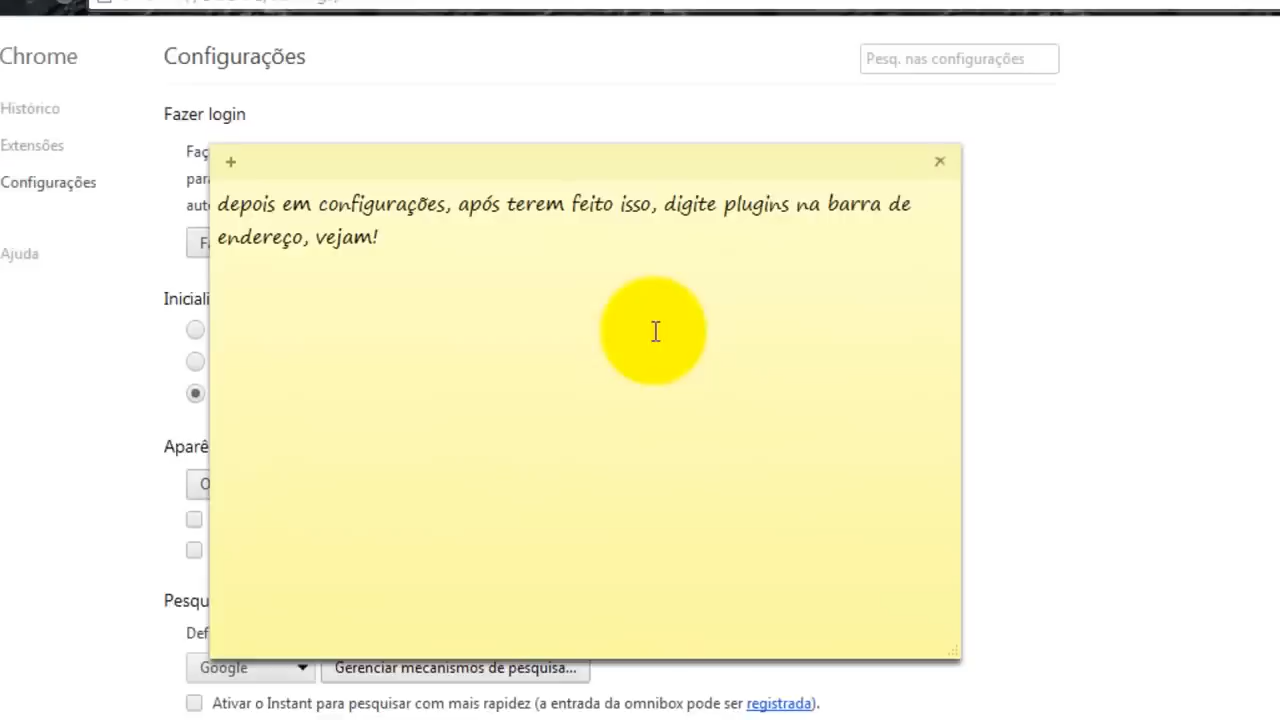 Chrome
Configurações
Pesq. nas configurações
Histórico
Fazer login
Extensões
Configurações
Ajuda
+
×
depois em configurações, após terem feito isso, digite plugins na barra de
endereço, vejam!
Google
Gerenciar mecanismos de pesquisa...
Ativar o Instant para pesquisar com mais rapidez (a entrada da omnibox pode ser registrada).